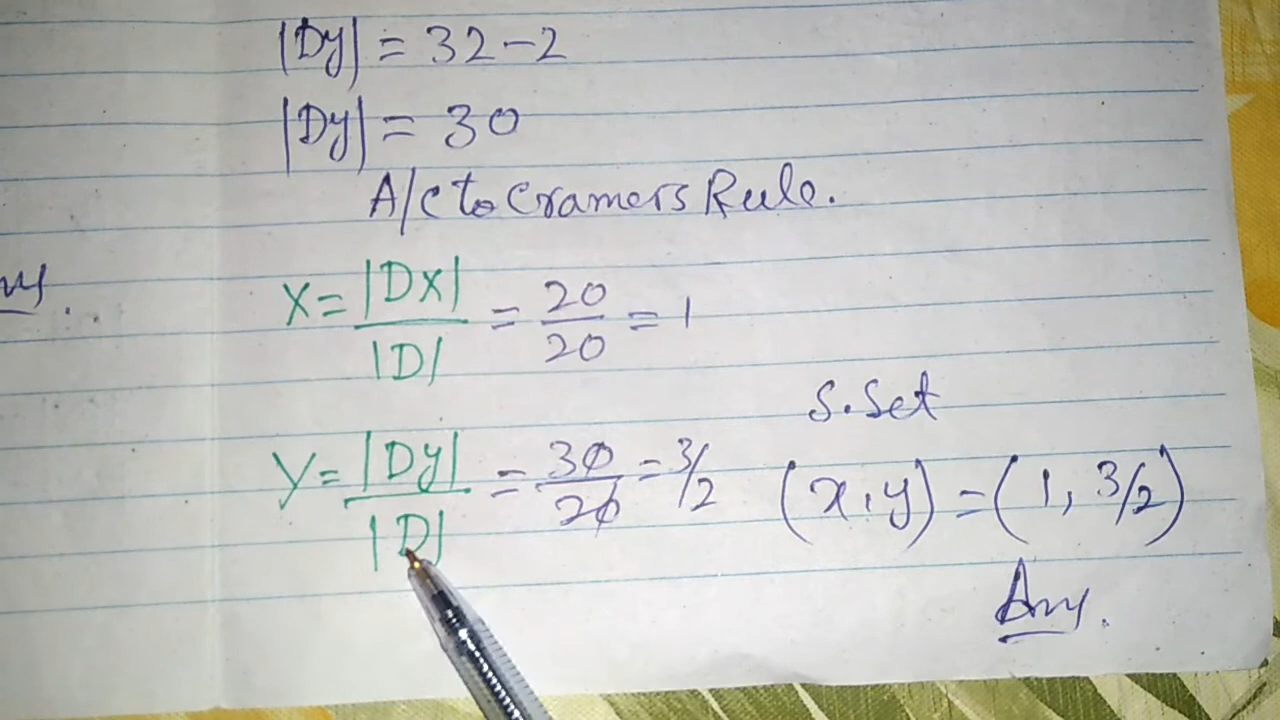 |Dy| = 32-2
|Dy| = 30
A/c to Cramers Rule.
X = |Dx| / |D| = 20/20 = 1
S.Set
y = |Dy| / |D| = 30/20 = 3/2
(x,y) = (1, 3/2)
Ans.